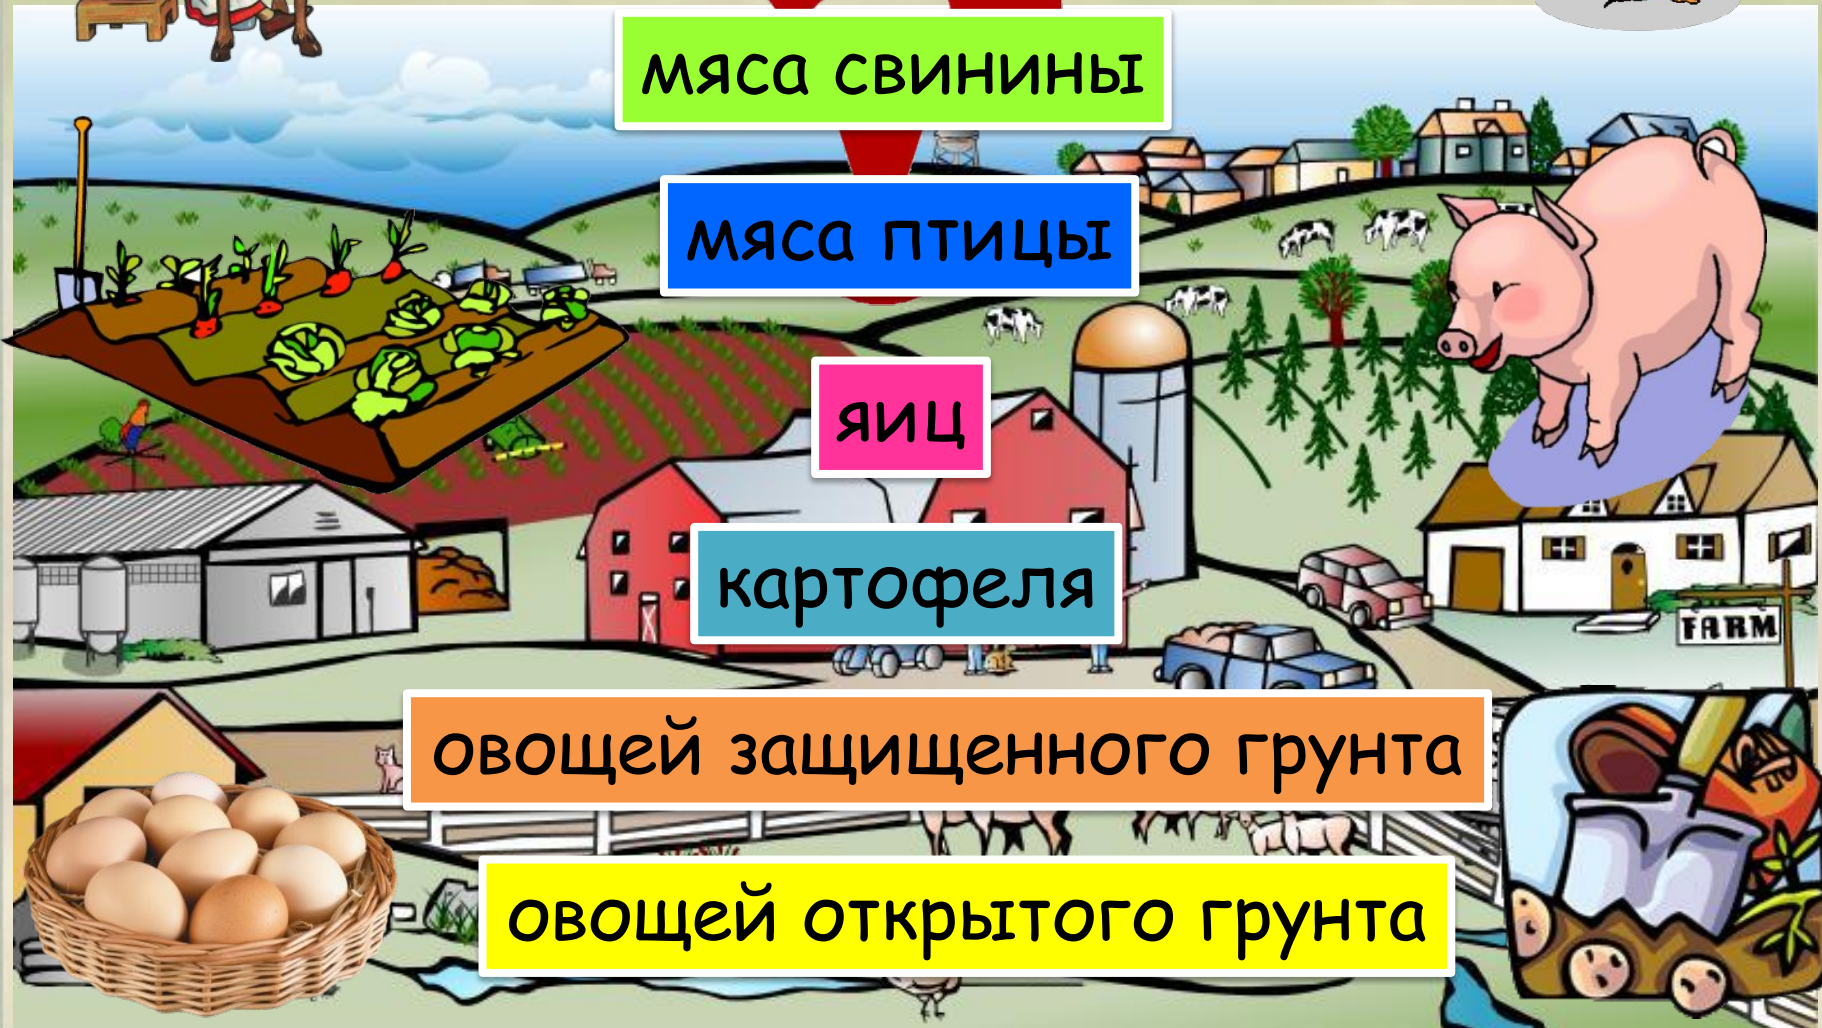 мяса свинины
мяса птицы
яиц
картофеля
FARM
овощей защищенного грунта
овощей открытого грунта